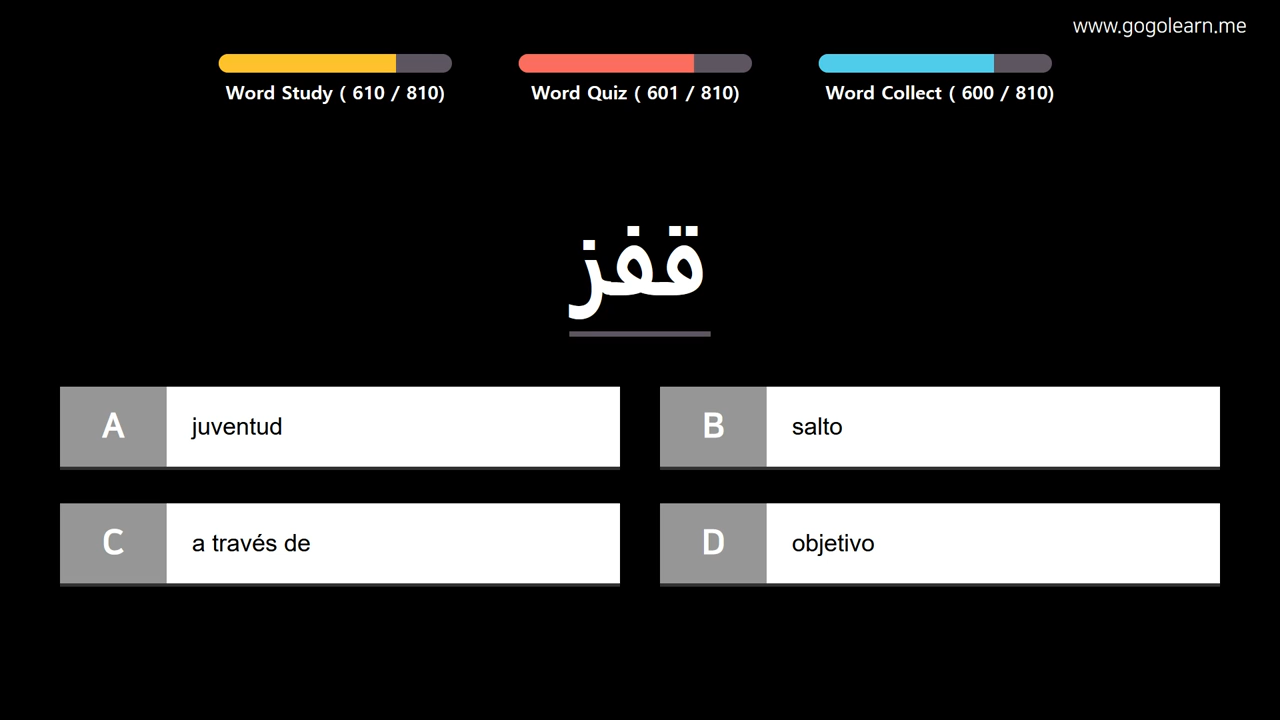 www.gogolearn.me
Word Study ( 610 / 810)
Word Quiz ( 601 / 810)
Word Collect ( 600 / 810)
قفز
A juventud
B salto
C a través de
D objetivo